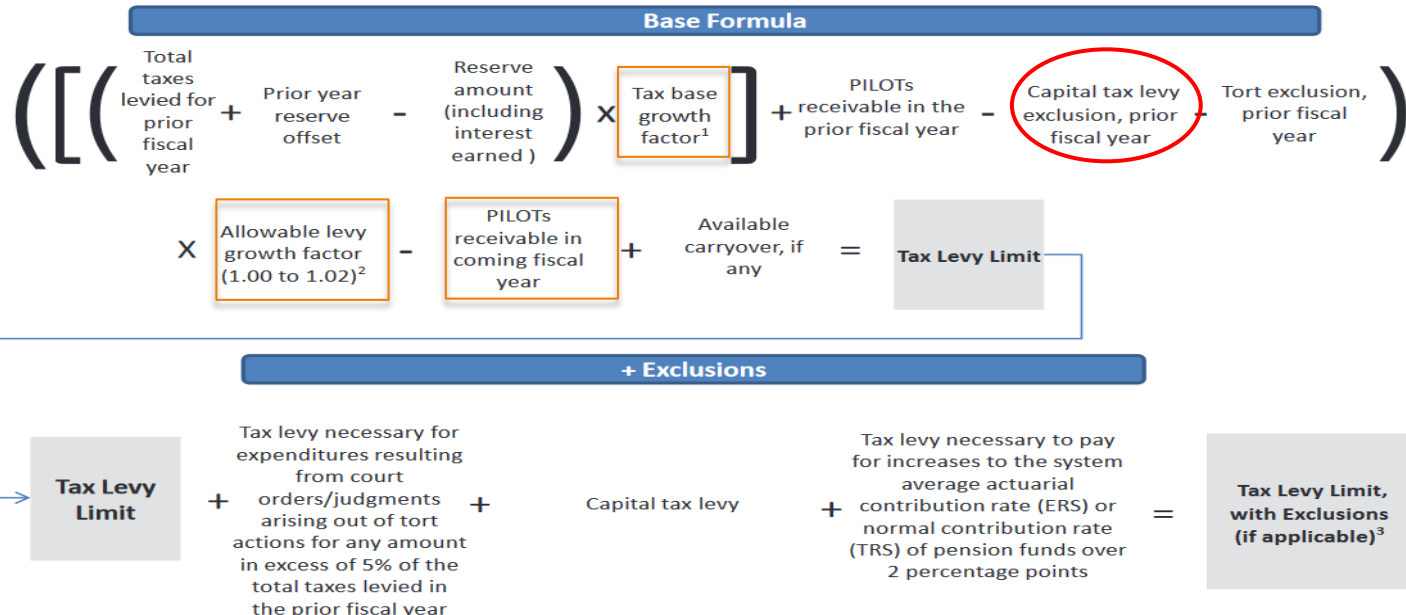 Base Formula
( [ (
Total
taxes
levied for
prior
fiscal
year
+
Prior year
reserve
offset
-
Reserve
amount
(including
interest
earned )
)
x
Tax base
growth
factor¹
]
+
PILOTs
receivable in the
prior fiscal year
-
Capital tax levy
exclusion, prior
fiscal year
-
Tort exclusion,
prior fiscal
year
)
x
Allowable levy
growth factor
(1.00 to 1.02)²
-
PILOTs
receivable in
coming fiscal
year
+
Available
carryover, if
any
=
Tax Levy Limit
+ Exclusions
Tax Levy
Limit
+
Tax levy necessary for
expenditures resulting
from court
orders/judgments
arising out of tort
actions for any amount
in excess of 5% of the
total taxes levied in
the prior fiscal year
+
Capital tax levy
+
Tax levy necessary to pay
for increases to the system
average actuarial
contribution rate (ERS) or
normal contribution rate
(TRS) of pension funds over
2 percentage points
=
Tax Levy Limit,
with Exclusions
(if applicable)³